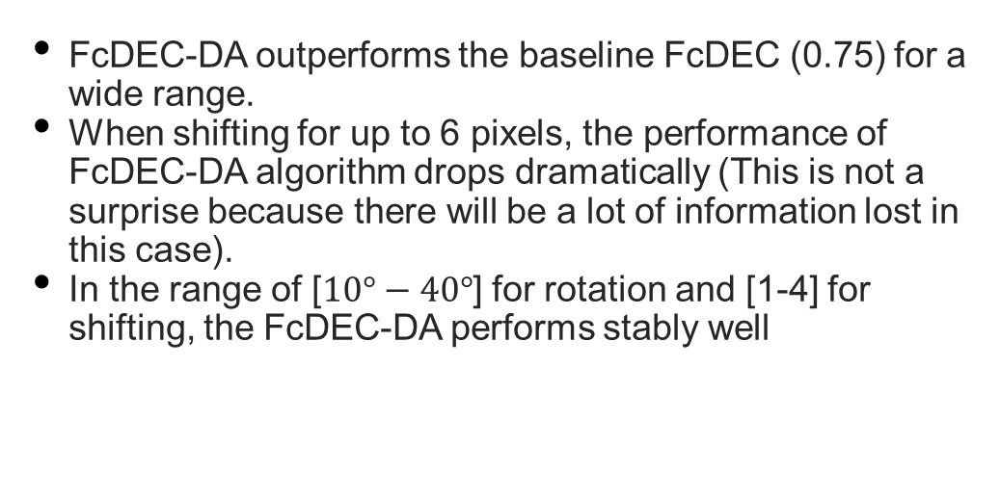 • FcDEC-DA outperforms the baseline FcDEC (0.75) for a
wide range.
• When shifting for up to 6 pixels, the performance of
FcDEC-DA algorithm drops dramatically (This is not a
surprise because there will be a lot of information lost in
this case).
• In the range of [10° – 40°] for rotation and [1-4] for
shifting, the FcDEC-DA performs stably well